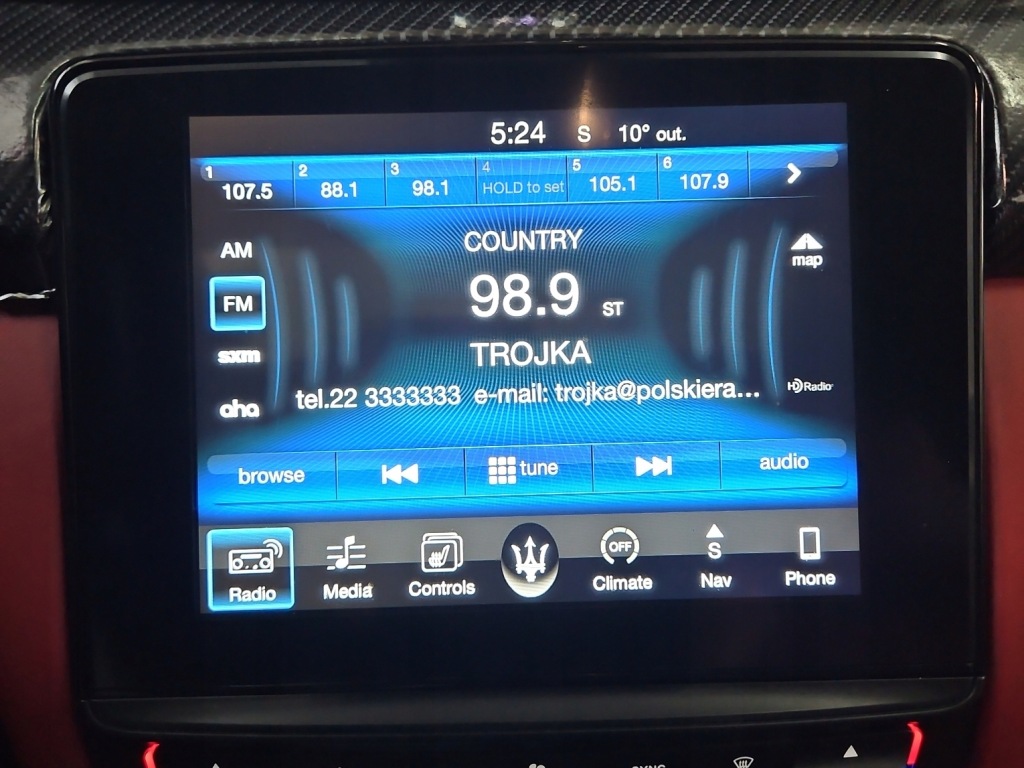 5:24 S 10° out.
1 107.5 2 88.1 3 98.1 4 HOLD to set 5 105.1 6 107.9
AM
COUNTRY
map
FM
98.9 ST
sxm
TROJKA
HD Radio
aha
tel.22 3333333 e-mail: trojka@polskiera...
browse tune audio
OFF
S
Radio Media Controls Climate Nav Phone
SYNC